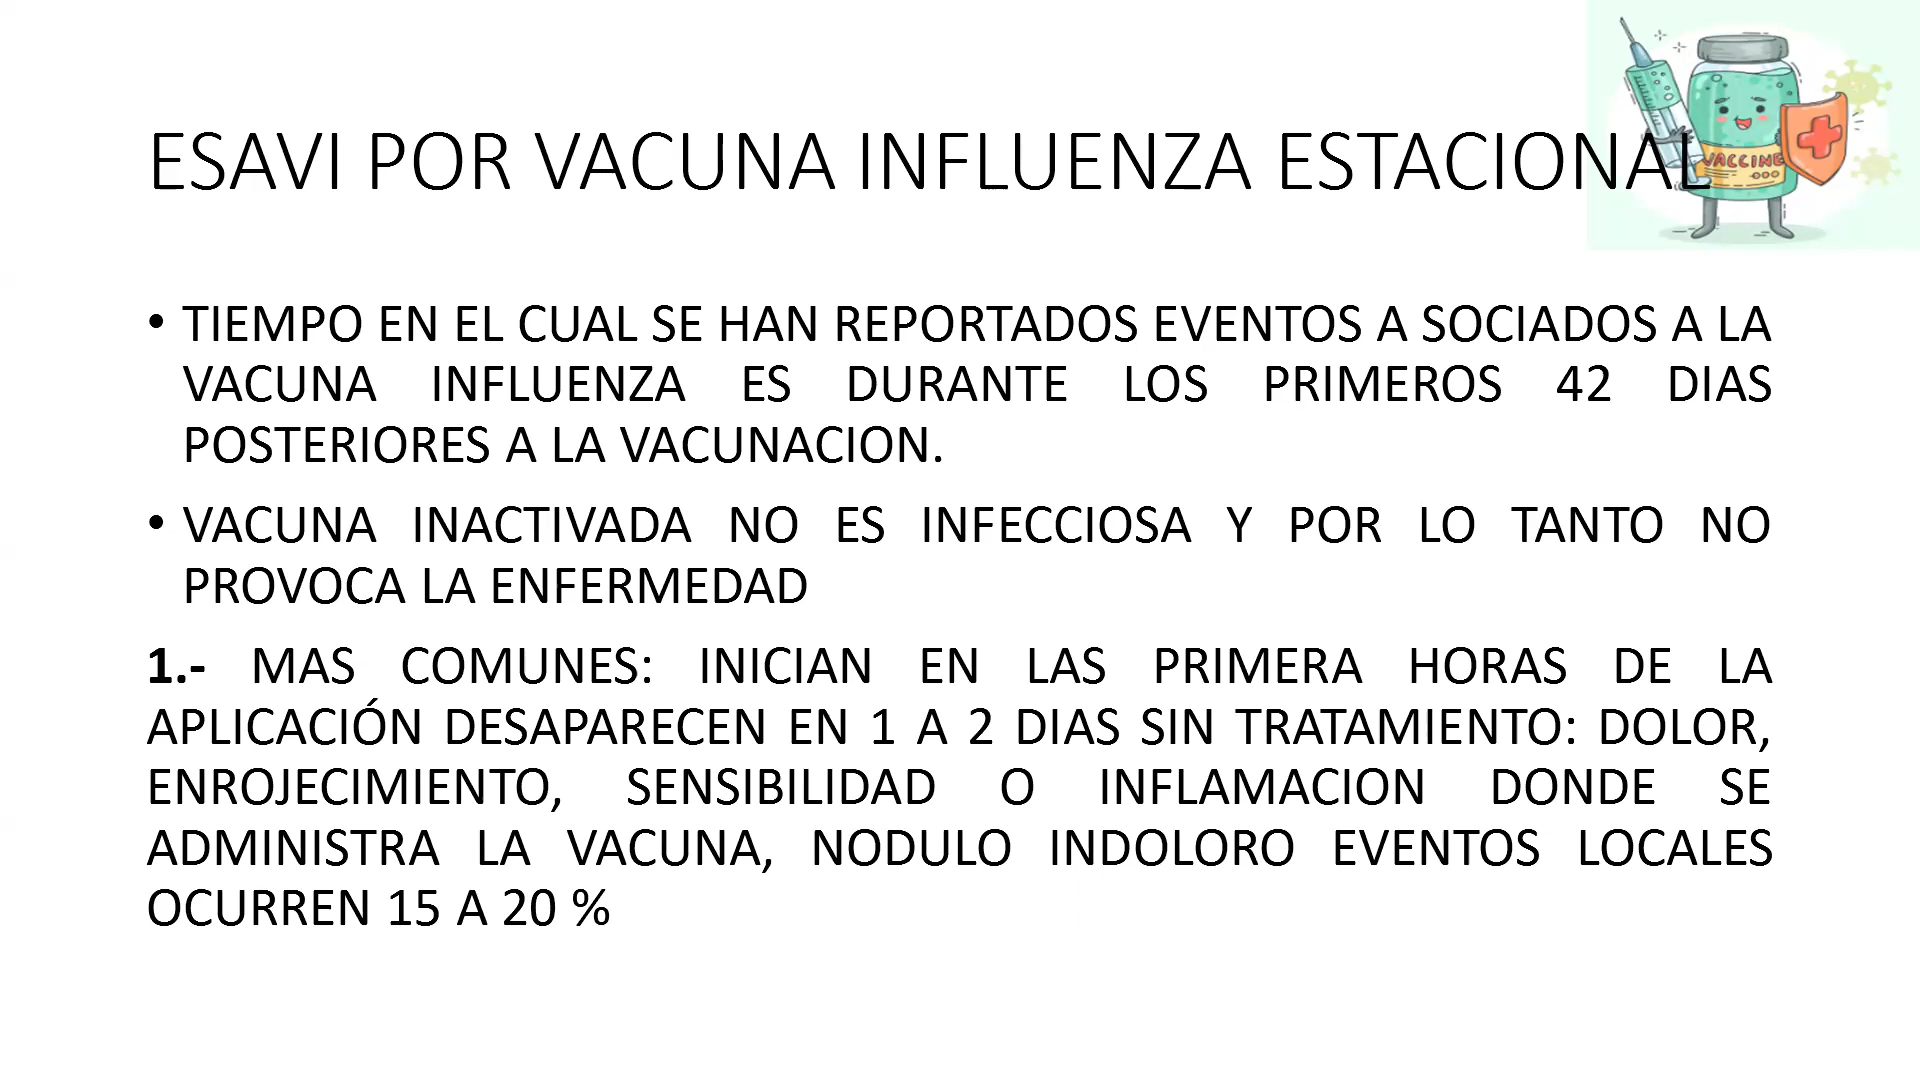 ESAVI POR VACUNA INFLUENZA ESTACIONAL
VACCINE
• TIEMPO EN EL CUAL SE HAN REPORTADOS EVENTOS A SOCIADOS A LA
VACUNA INFLUENZA ES DURANTE LOS PRIMEROS 42 DIAS
POSTERIORES A LA VACUNACION.
• VACUNA INACTIVADA NO ES INFECCIOSA Y POR LO TANTO NO
PROVOCA LA ENFERMEDAD
1.- MAS COMUNES: INICIAN EN LAS PRIMERA HORAS DE LA
APLICACIÓN DESAPARECEN EN 1 A 2 DIAS SIN TRATAMIENTO: DOLOR,
ENROJECIMIENTO, SENSIBILIDAD O INFLAMACION DONDE SE
ADMINISTRA LA VACUNA, NODULO INDOLORO EVENTOS LOCALES
OCURREN 15 A 20 %